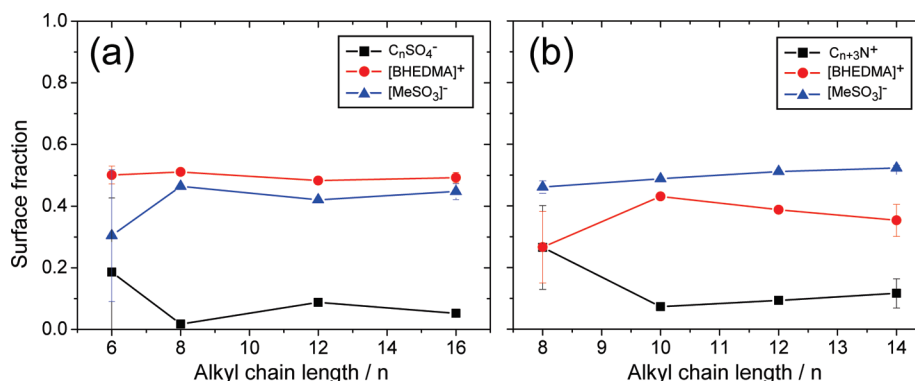 (a)
CₙSO₄⁻
[BHEDMA]⁺
[MeSO₃]⁻
(b)
Cₙ₊₃N⁺
[BHEDMA]⁺
[MeSO₃]⁻
Surface fraction
1.0
0.8
0.6
0.4
0.2
0.0
6 8 10 12 14 16
8 9 10 11 12 13 14
Alkyl chain length / n
Alkyl chain length / n